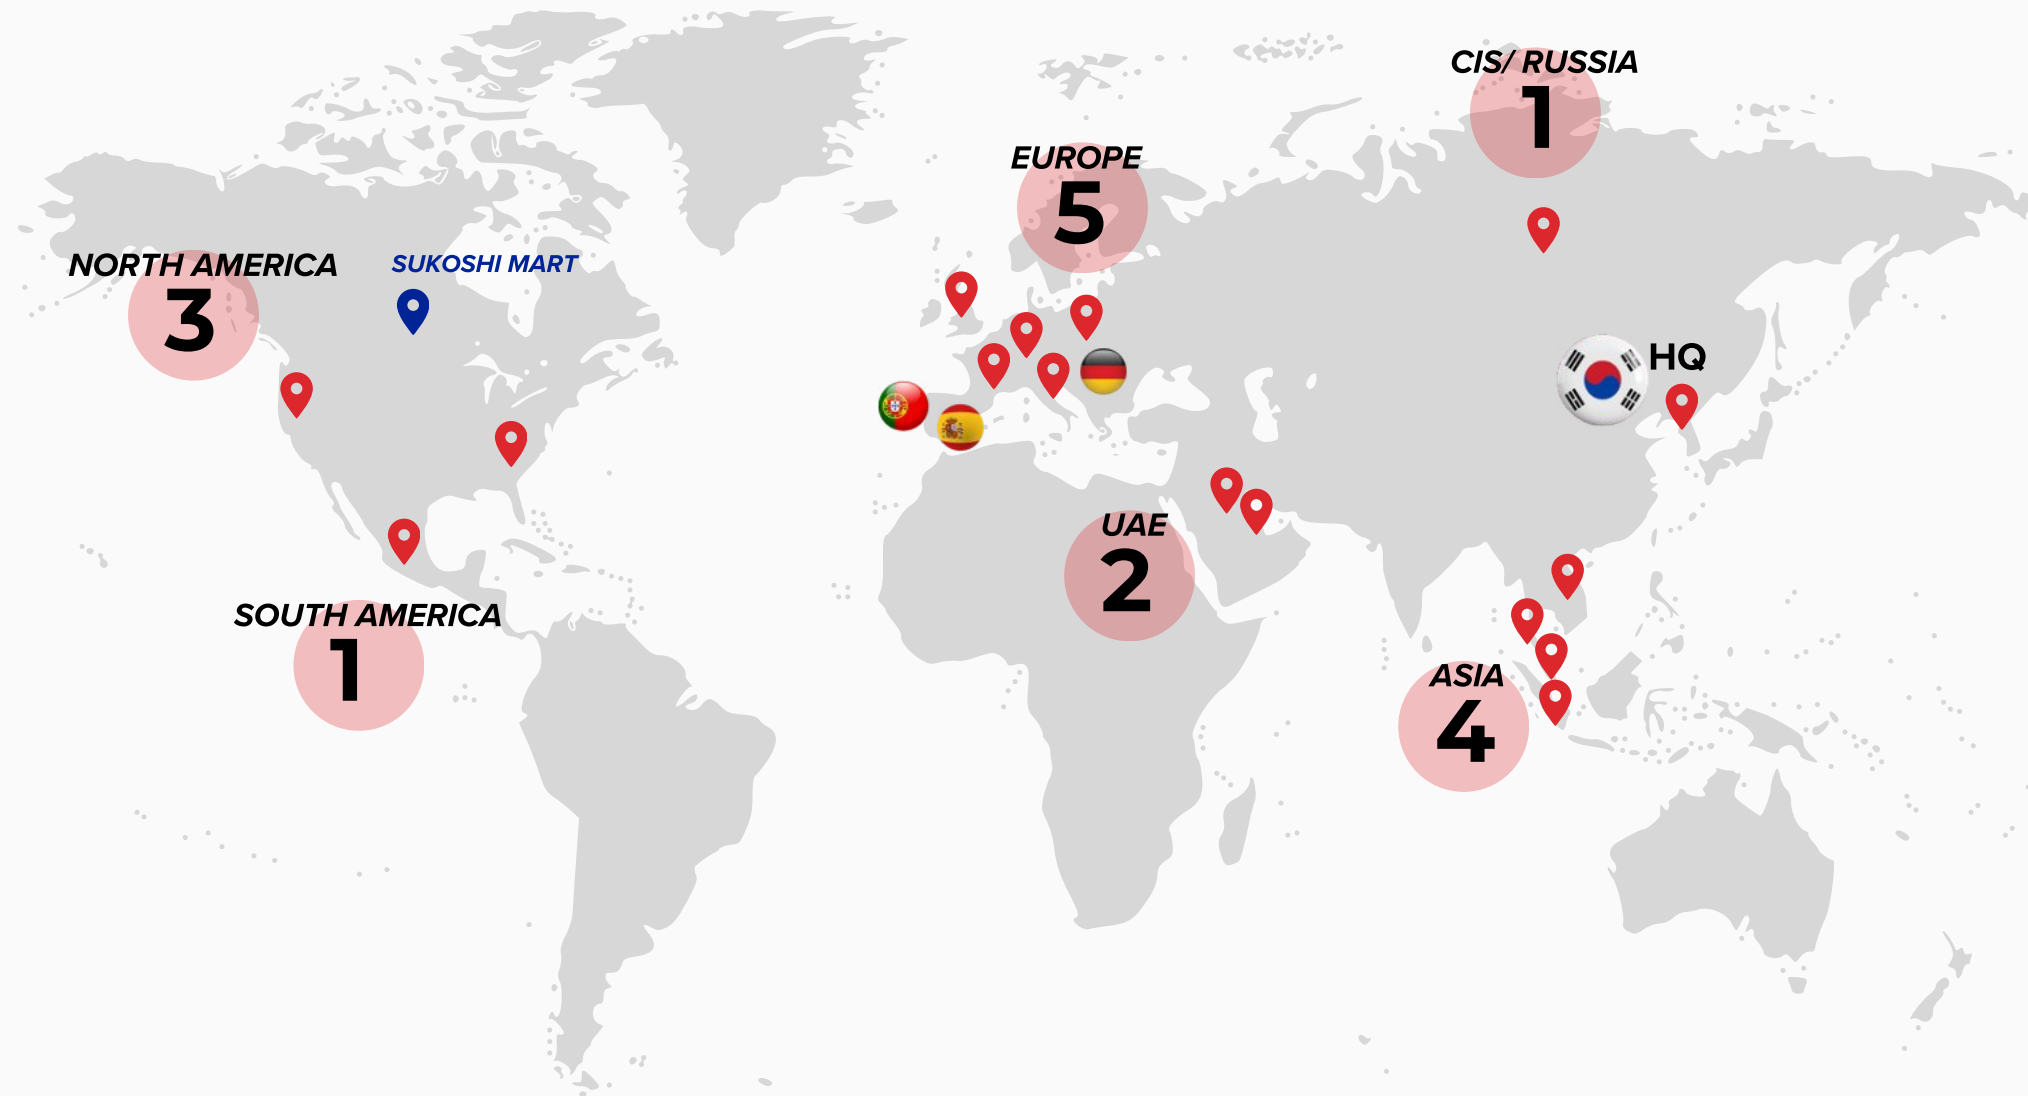 CIS/ RUSSIA
1
EUROPE
5
NORTH AMERICA
3
SUKOSHI MART
HQ
UAE
2
SOUTH AMERICA
1
ASIA
4